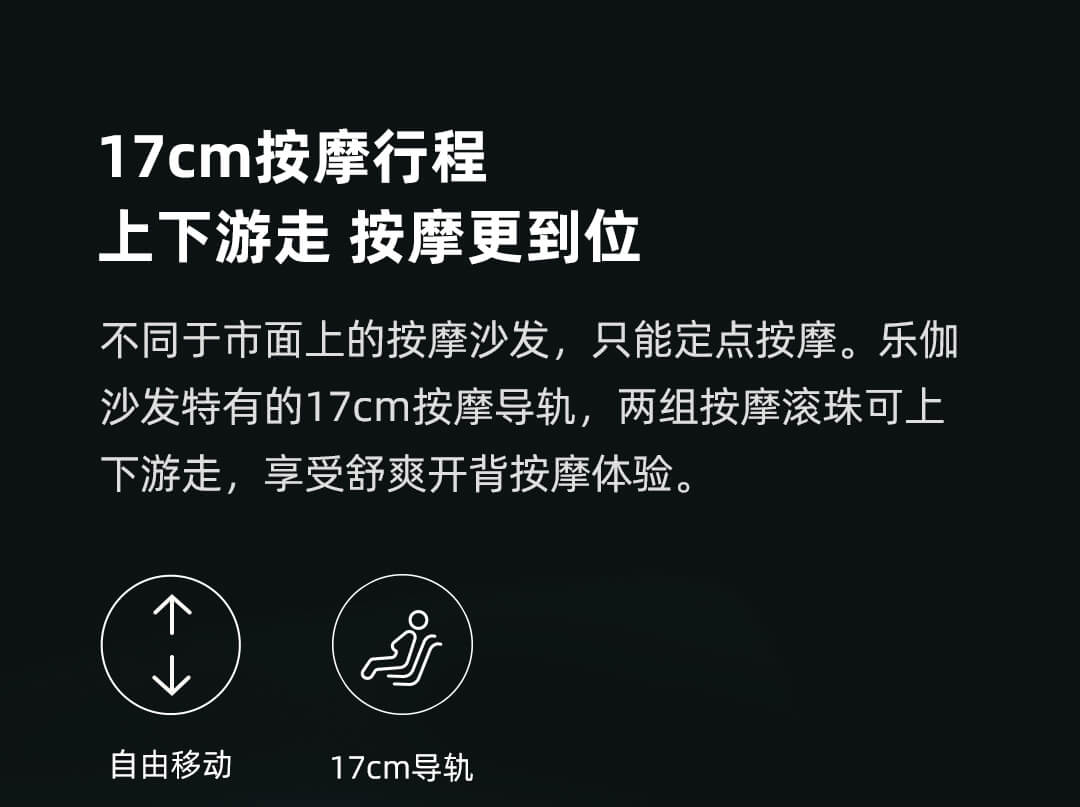 17cm按摩行程
上下游走 按摩更到位
不同于市面上的按摩沙发，只能定点按摩。乐伽
沙发特有的17cm按摩导轨，两组按摩滚珠可上
下游走，享受舒爽开背按摩体验。
自由移动
17cm导轨